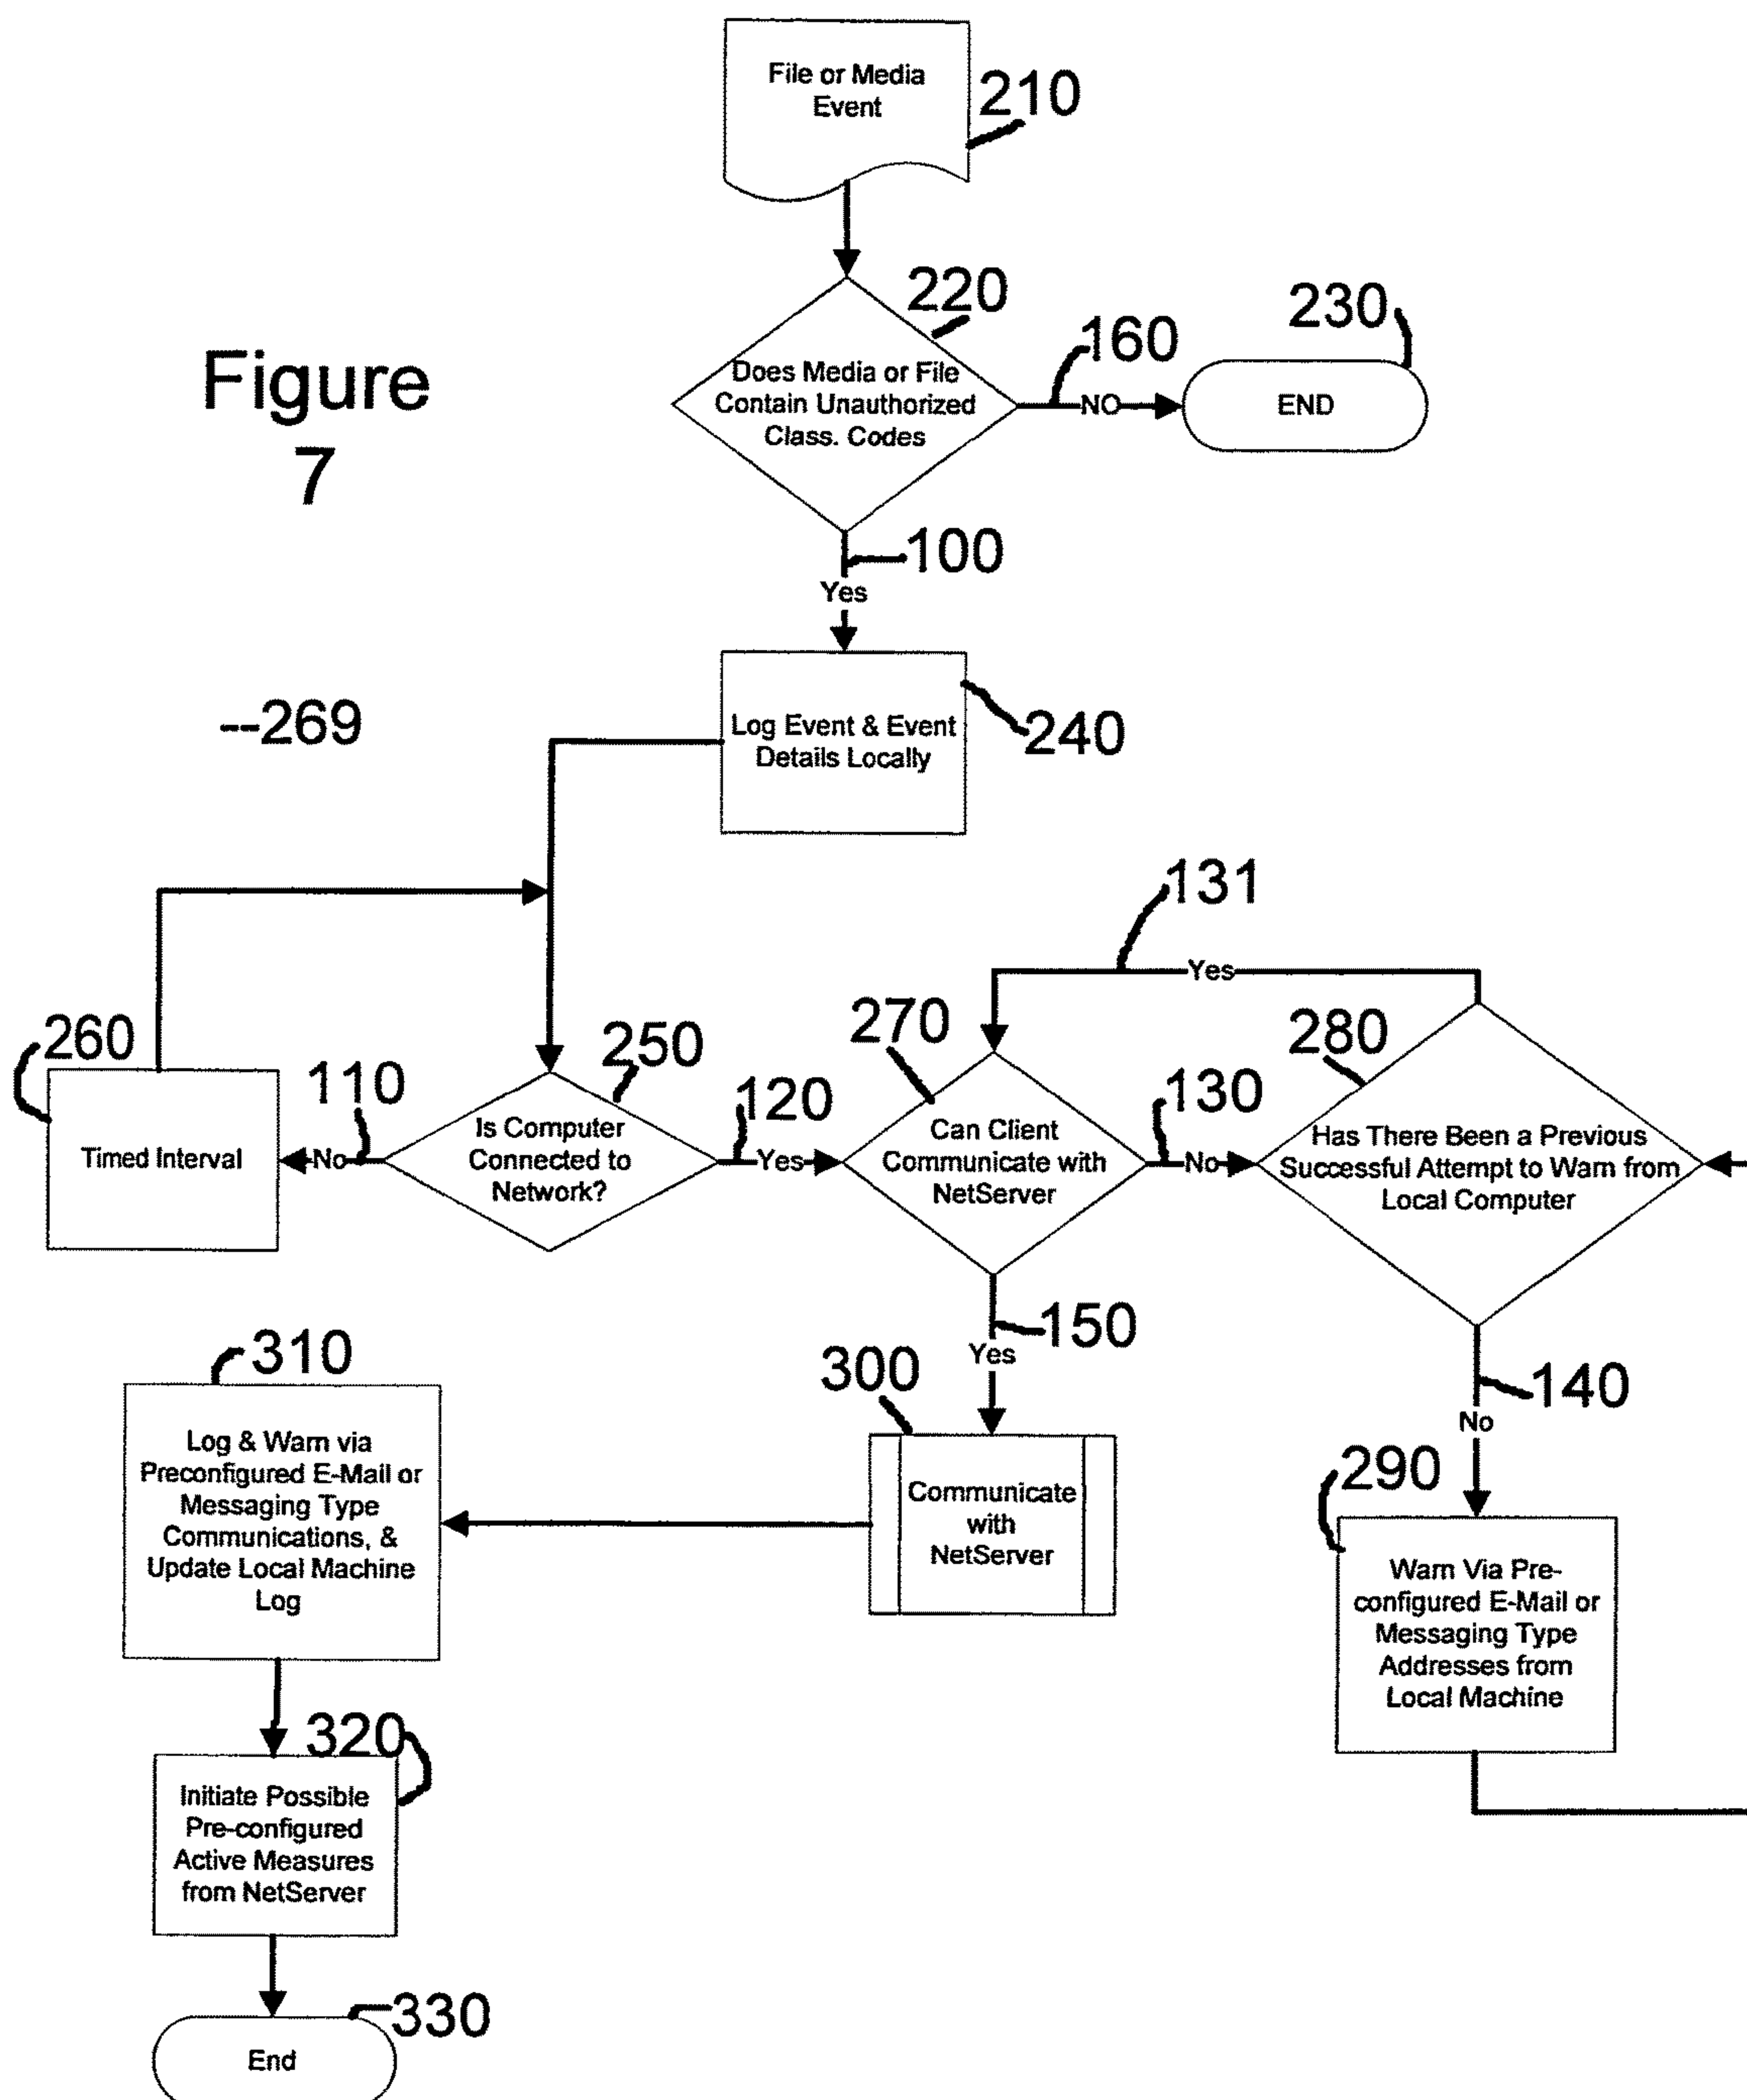 File or Media
Event
210
220
230
160
Figure
7
Does Media or File
Contain Unauthorized
Class. Codes
NO
END
100
Yes
--269
Log Event & Event
Details Locally
240
131
Yes
260
110
250
120
270
130
280
Timed Interval
No
Is Computer
Connected to
Network?
Yes
Can Client
Communicate with
NetServer
No
Has There Been a Previous
Successful Attempt to Warn from
Local Computer
150
Yes
140
No
310
300
290
Log & Warn via
Preconfigured E-Mail or
Messaging Type
Communications, &
Update Local Machine
Log
Communicate
with
NetServer
Warn Via Pre-
configured E-Mail or
Messaging Type
Addresses from
Local Machine
320
Initiate Possible
Pre-configured
Active Measures
from NetServer
330
End